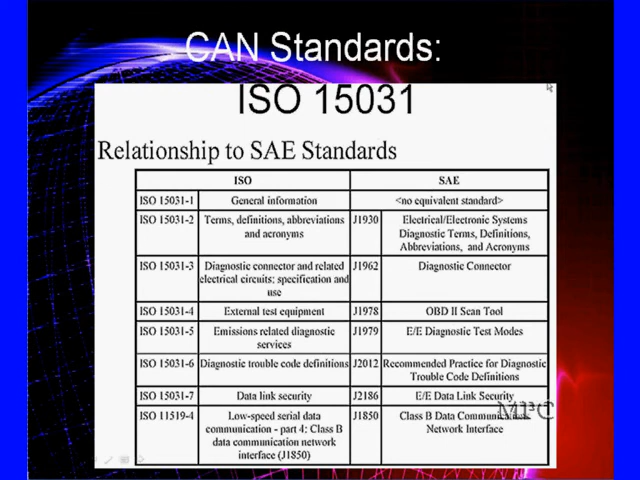 CAN Standards:
ISO 15031
Relationship to SAE Standards
ISO SAE
ISO 15031-1 General information <no equivalent standard>
ISO 15031-2 Terms, definitions, abbreviations J1930 Electrical/Electronic Systems
and acronyms Diagnostic Terms, Definitions,
Abbreviations, and Acronyms
ISO 15031-3 Diagnostic connector and related J1962 Diagnostic Connector
electrical circuits; specification and
use
ISO 15031-4 External test equipment J1978 OBD II Scan Tool
ISO 15031-5 Emissions related diagnostic J1979 E/E Diagnostic Test Modes
services
ISO 15031-6 Diagnostic trouble code definitions J2012 Recommended Practice for Diagnostic
Trouble Code Definitions
ISO 15031-7 Data link security J2186 E/E Data Link Security
ISO 11519-4 Low-speed serial data J1850 Class B Data Communications
communication - part 4: Class B Network Interface
data communication network
interface (J1850)
MPC